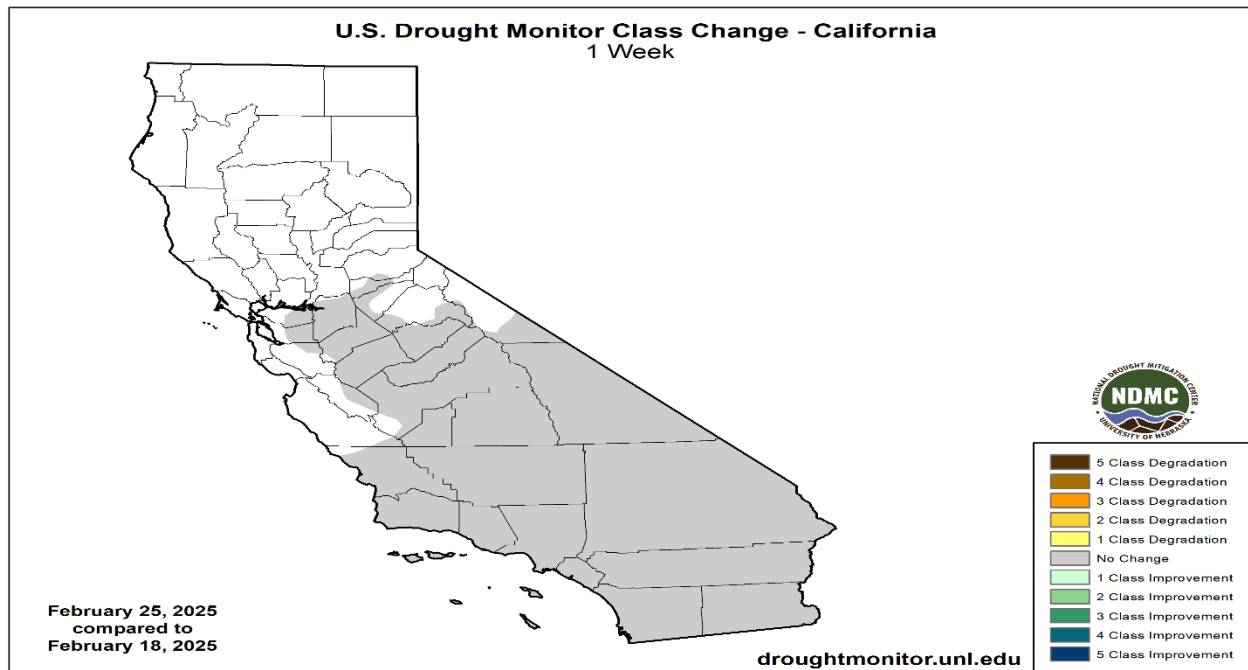 U.S. Drought Monitor Class Change - California
1 Week
NATIONAL DROUGHT MITIGATION CENTER
NDMC
UNIVERSITY OF NEBRASKA
5 Class Degradation
4 Class Degradation
3 Class Degradation
2 Class Degradation
1 Class Degradation
No Change
1 Class Improvement
2 Class Improvement
3 Class Improvement
4 Class Improvement
5 Class Improvement
February 25, 2025
compared to
February 18, 2025
droughtmonitor.unl.edu